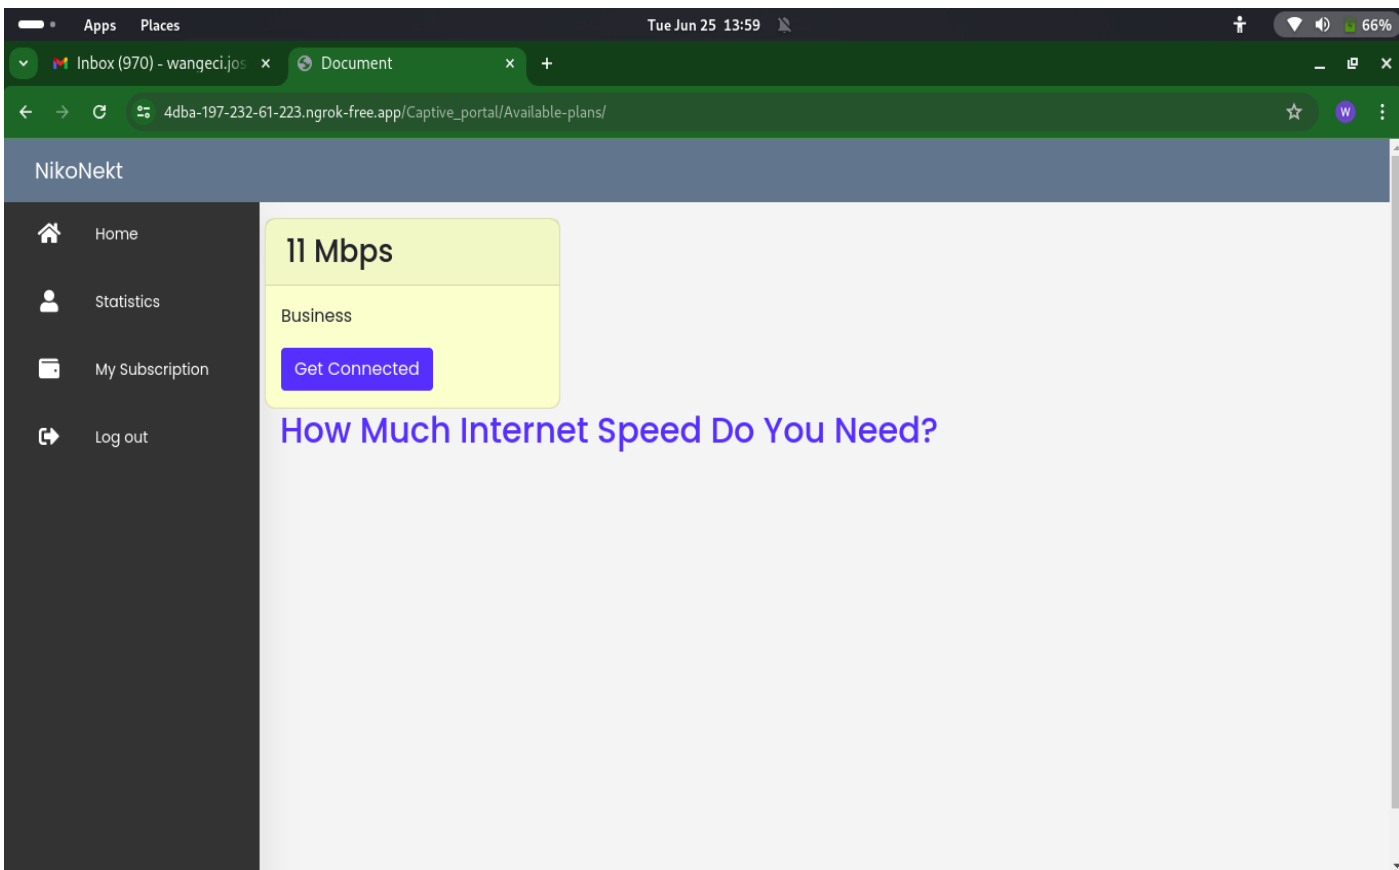 Apps Places Tue Jun 25 13:59 66%
Inbox (970) - wangeci.jos Document
4dba-197-232-61-223.ngrok-free.app/Captive_portal/Available-plans/ W
NikoNekt
Home
Statistics
My Subscription
Log out
11 Mbps
Business
Get Connected
How Much Internet Speed Do You Need?